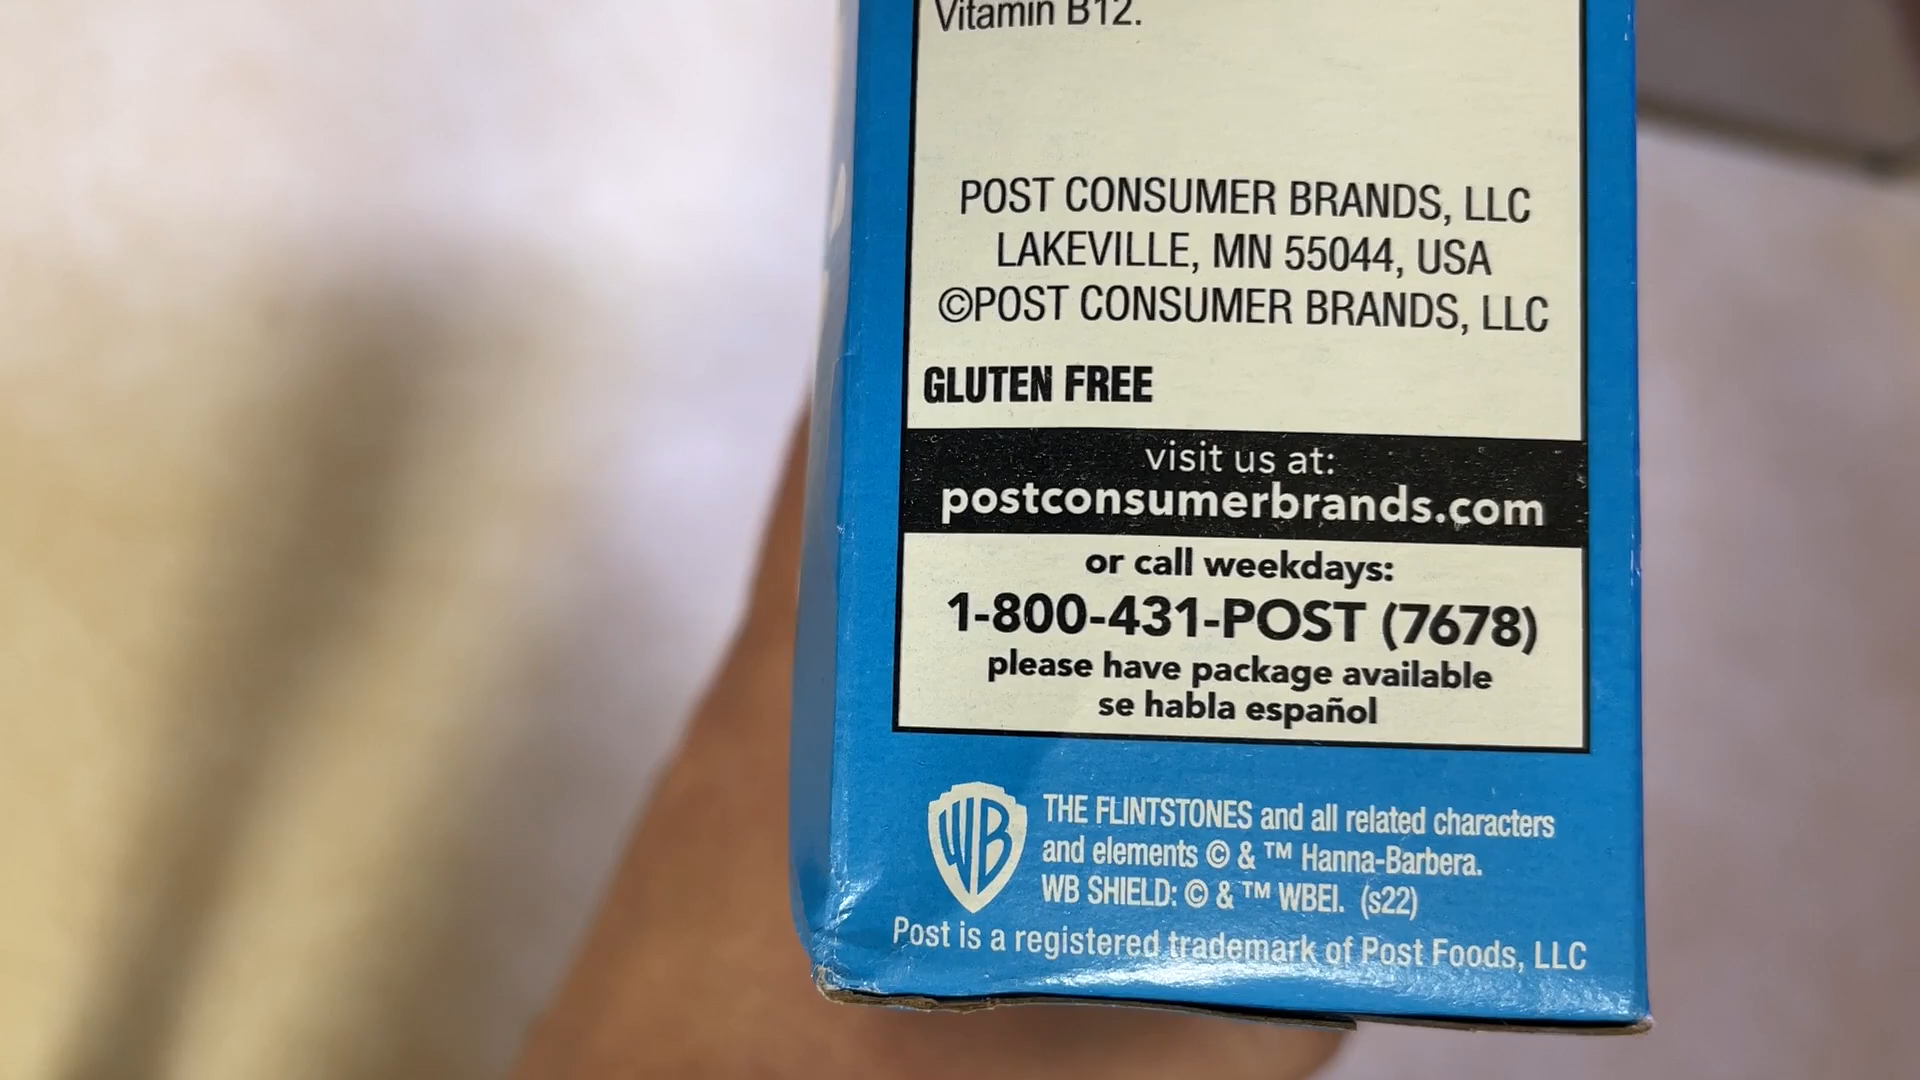 Vitamin B12.
POST CONSUMER BRANDS, LLC
LAKEVILLE, MN 55044, USA
©POST CONSUMER BRANDS, LLC
GLUTEN FREE
visit us at:
postconsumerbrands.com
or call weekdays:
1-800-431-POST (7678)
please have package available
se habla español
WB
THE FLINTSTONES and all related characters
and elements © & ™ Hanna-Barbera.
WB SHIELD: © & ™ WBEI. (s22)
Post is a registered trademark of Post Foods, LLC